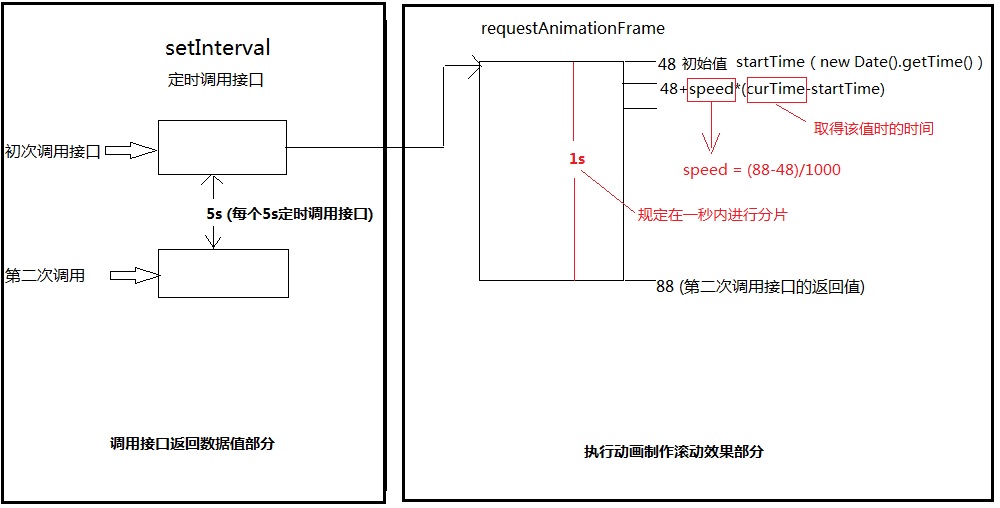 setInterval
定时调用接口
初次调用接口
5s (每个5s定时调用接口)
第二次调用
调用接口返回数据值部分
requestAnimationFrame
48 初始值 startTime ( new Date().getTime() )
48+speed*(curTime-startTime)
取得该值时的时间
1s
speed = (88-48)/1000
规定在一秒内进行分片
88 (第二次调用接口的返回值)
执行动画制作滚动效果部分